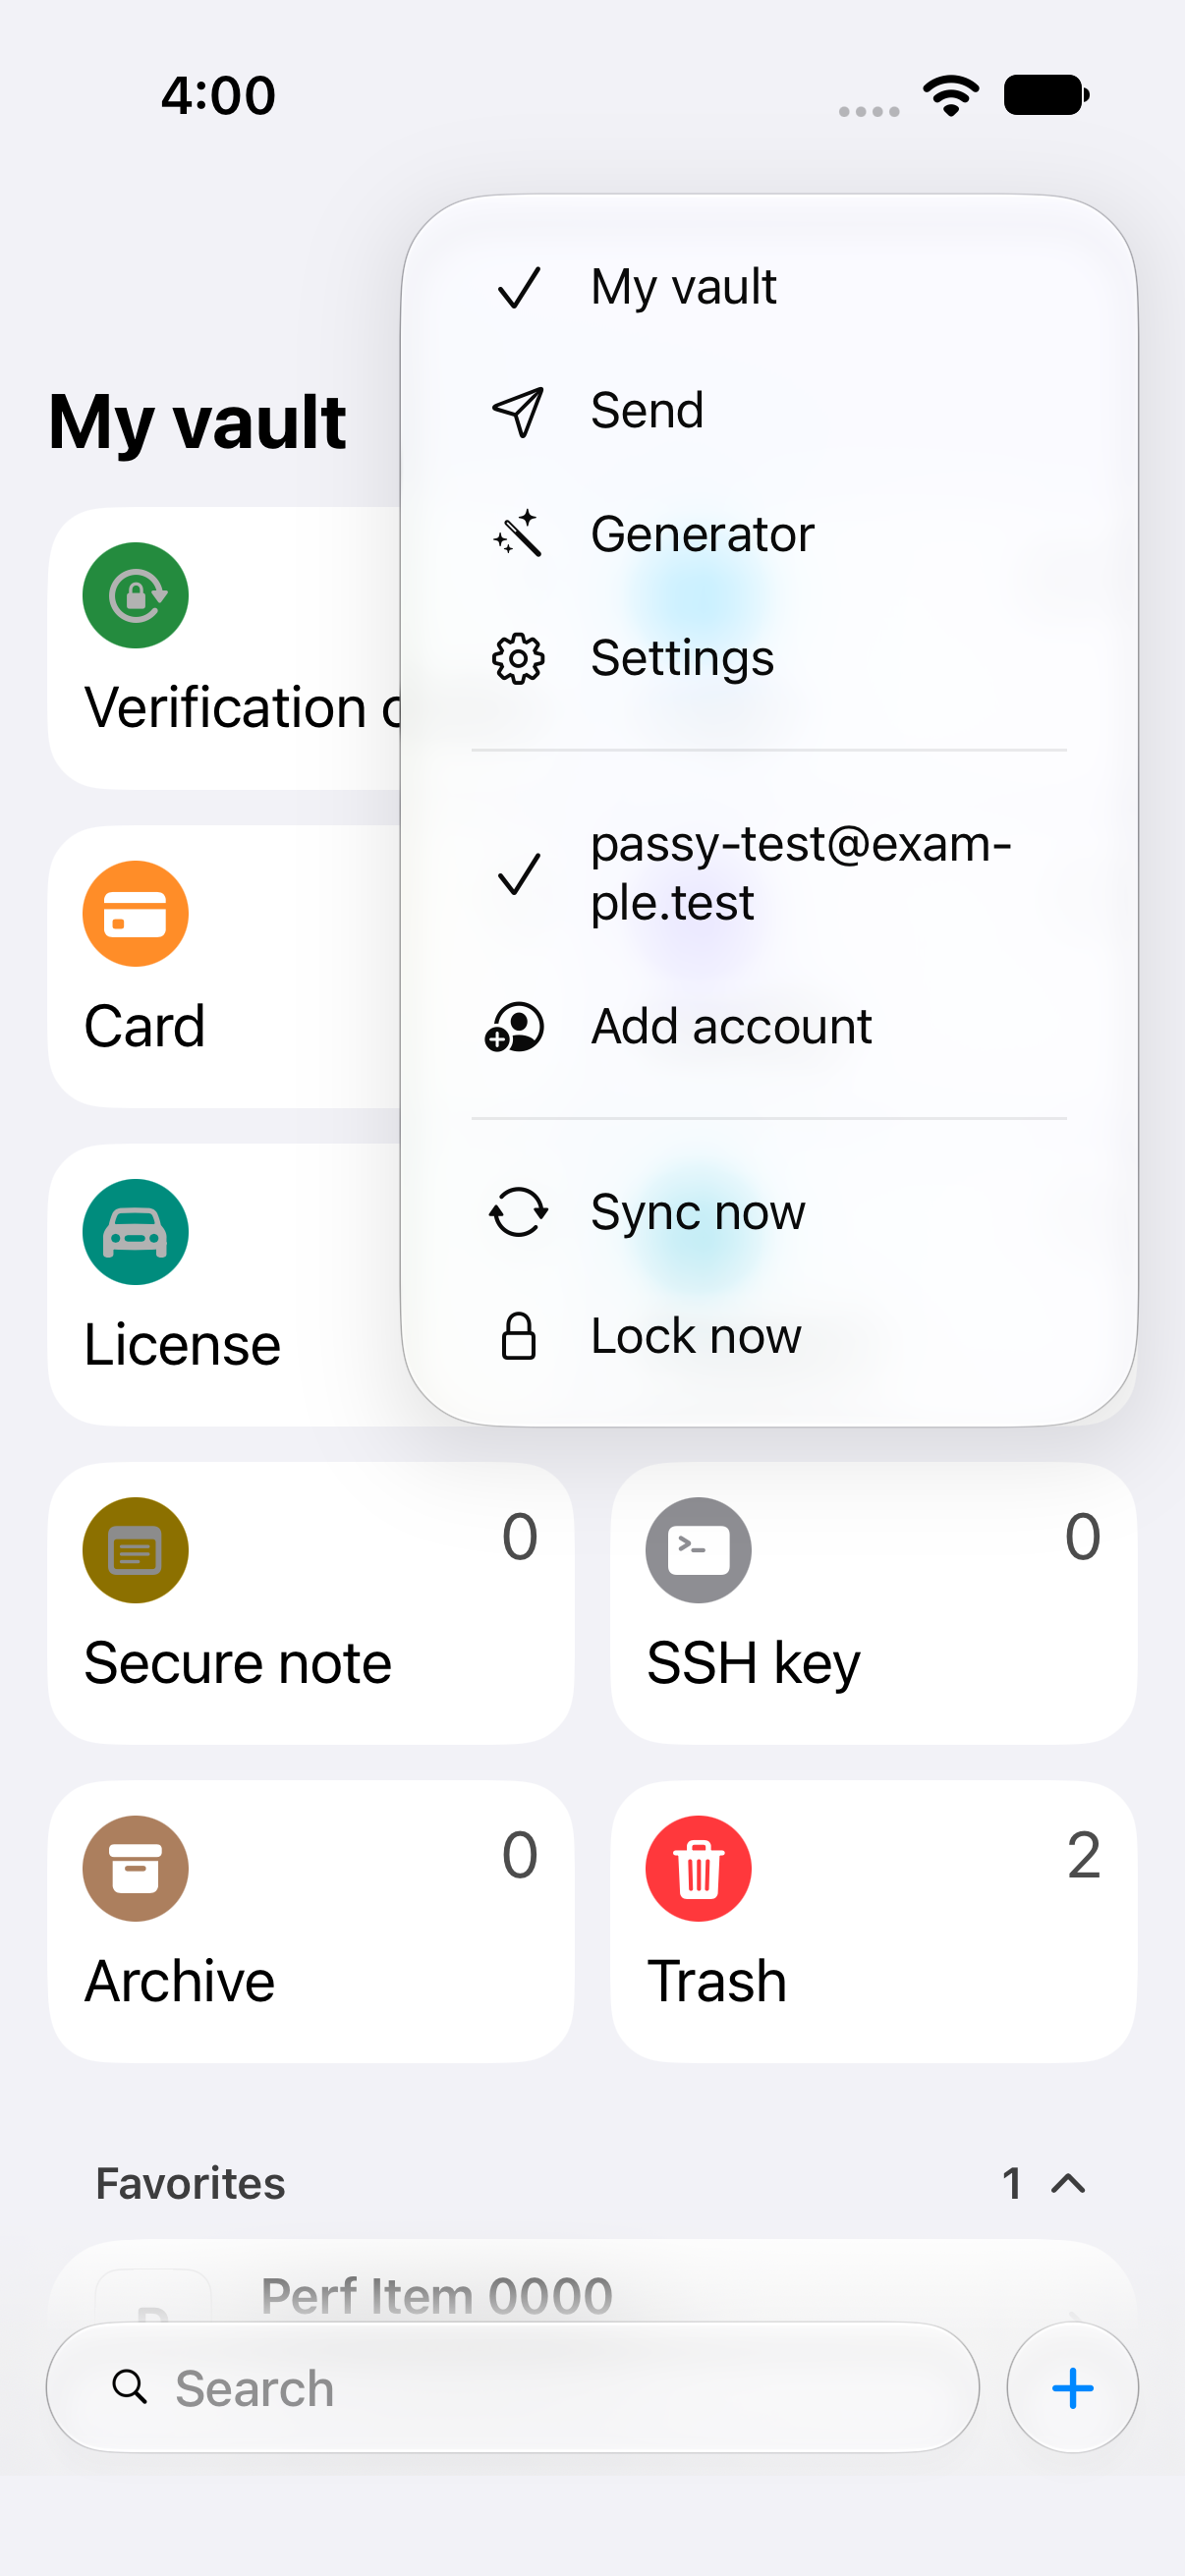 4:00
My vault
Send
Generator
Settings
passy-test@exam-
ple.test
Add account
Sync now
Lock now
My vault
Verification
Card
License
Secure note
0
SSH key
0
Archive
0
Trash
2
Favorites
1
Perf Item 0000
Search